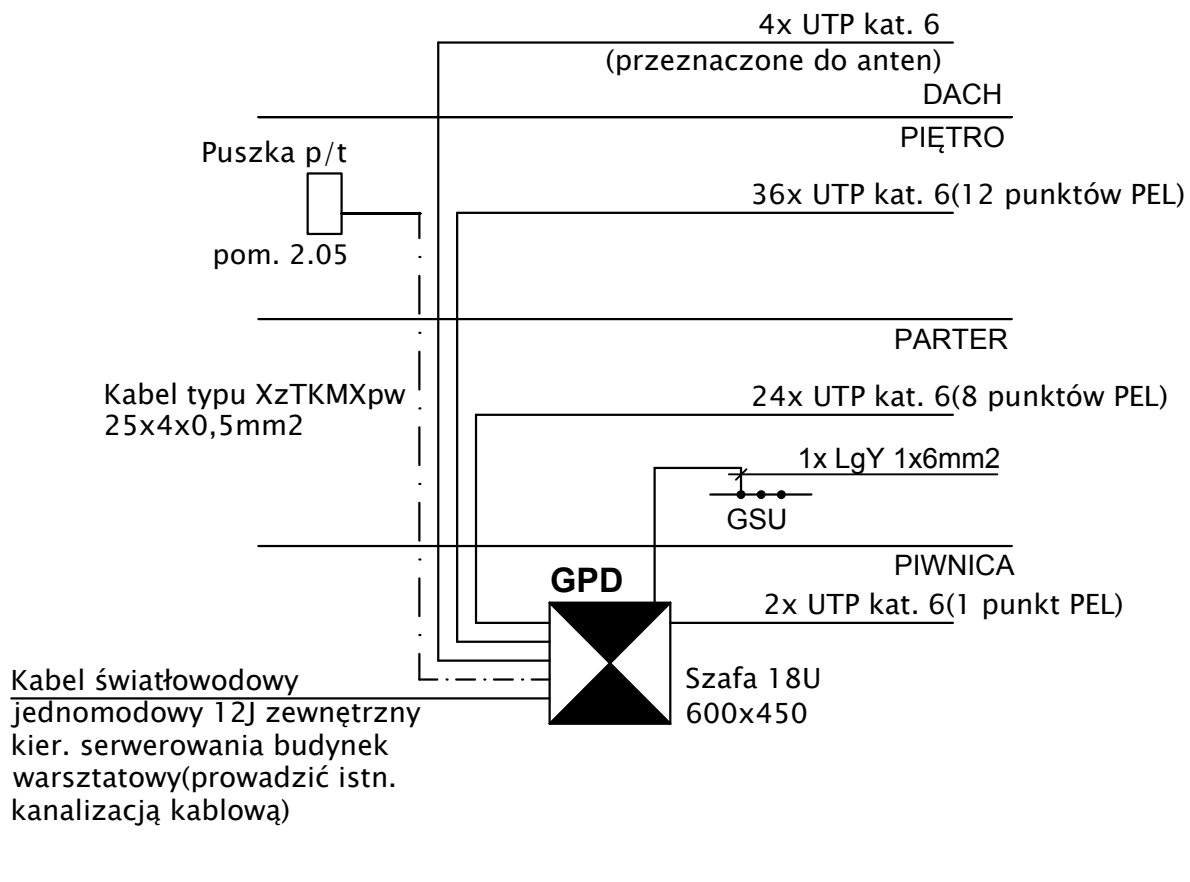 4x UTP kat. 6
(przeznaczone do anten)
DACH
PIĘTRO
Puszka p/t
36x UTP kat. 6(12 punktów PEL)
pom. 2.05
PARTER
Kabel typu XzTKMXpw
25x4x0,5mm2
24x UTP kat. 6(8 punktów PEL)
1x LgY 1x6mm2
GSU
PIWNICA
GPD
2x UTP kat. 6(1 punkt PEL)
Szafa 18U
600x450
Kabel światłowodowy
jednomodowy 12J zewnętrzny
kier. serwerowania budynek
warsztatowy(prowadzić istn.
kanalizacją kablową)